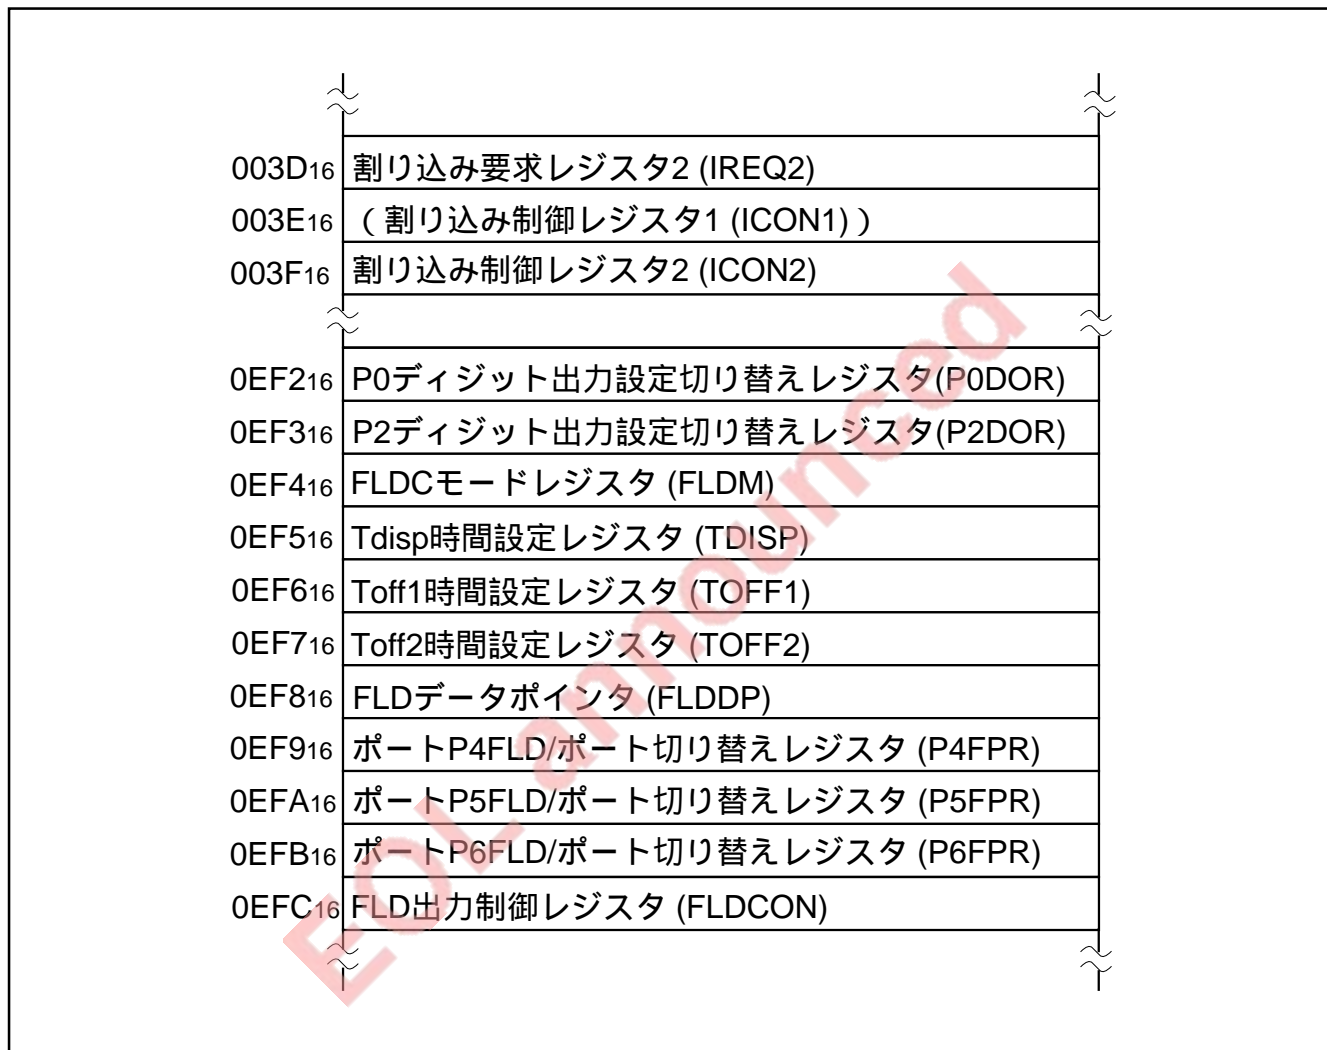 003D16 割り込み要求レジスタ2 (IREQ2)
003E16 （割り込み制御レジスタ1 (ICON1)）
003F16 割り込み制御レジスタ2 (ICON2)
0EF216 P0ディジット出力設定切り替えレジスタ(P0DOR)
0EF316 P2ディジット出力設定切り替えレジスタ(P2DOR)
0EF416 FLDCモードレジスタ (FLDM)
0EF516 Tdisp時間設定レジスタ (TDISP)
0EF616 Toff1時間設定レジスタ (TOFF1)
0EF716 Toff2時間設定レジスタ (TOFF2)
0EF816 FLDデータポインタ (FLDDP)
0EF916 ポートP4FLD/ポート切り替えレジスタ (P4FPR)
0EFA16 ポートP5FLD/ポート切り替えレジスタ (P5FPR)
0EFB16 ポートP6FLD/ポート切り替えレジスタ (P6FPR)
0EFC16 FLD出力制御レジスタ (FLDCON)
EOL announced